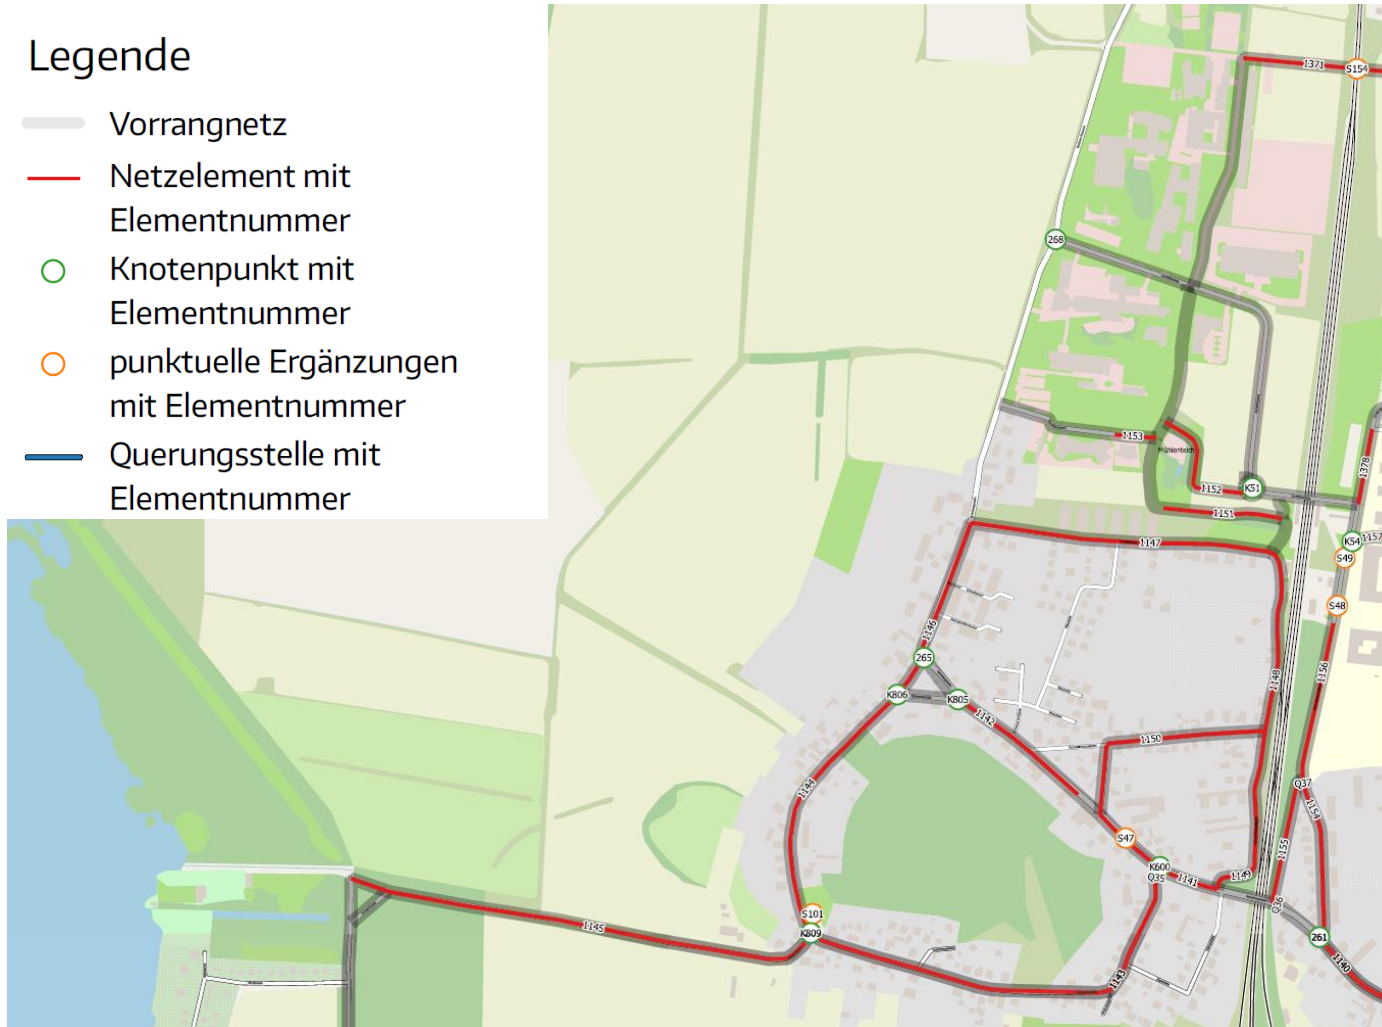 Legende
Vorrangnetz
Netzelement mit
Elementnummer
Knotenpunkt mit
Elementnummer
punktuelle Ergänzungen
mit Elementnummer
Querungsstelle mit
Elementnummer
1371
S154
268
1153
Mühlenteich
1378
1152
K51
1151
K54
1157
S49
1147
S48
1146
265
1156
1148
K806
K805
1142
1150
Q37
1144
1154
S47
1155
K600
Q35
1141
1149
Q36
S101
K809
1145
261
1140
1143